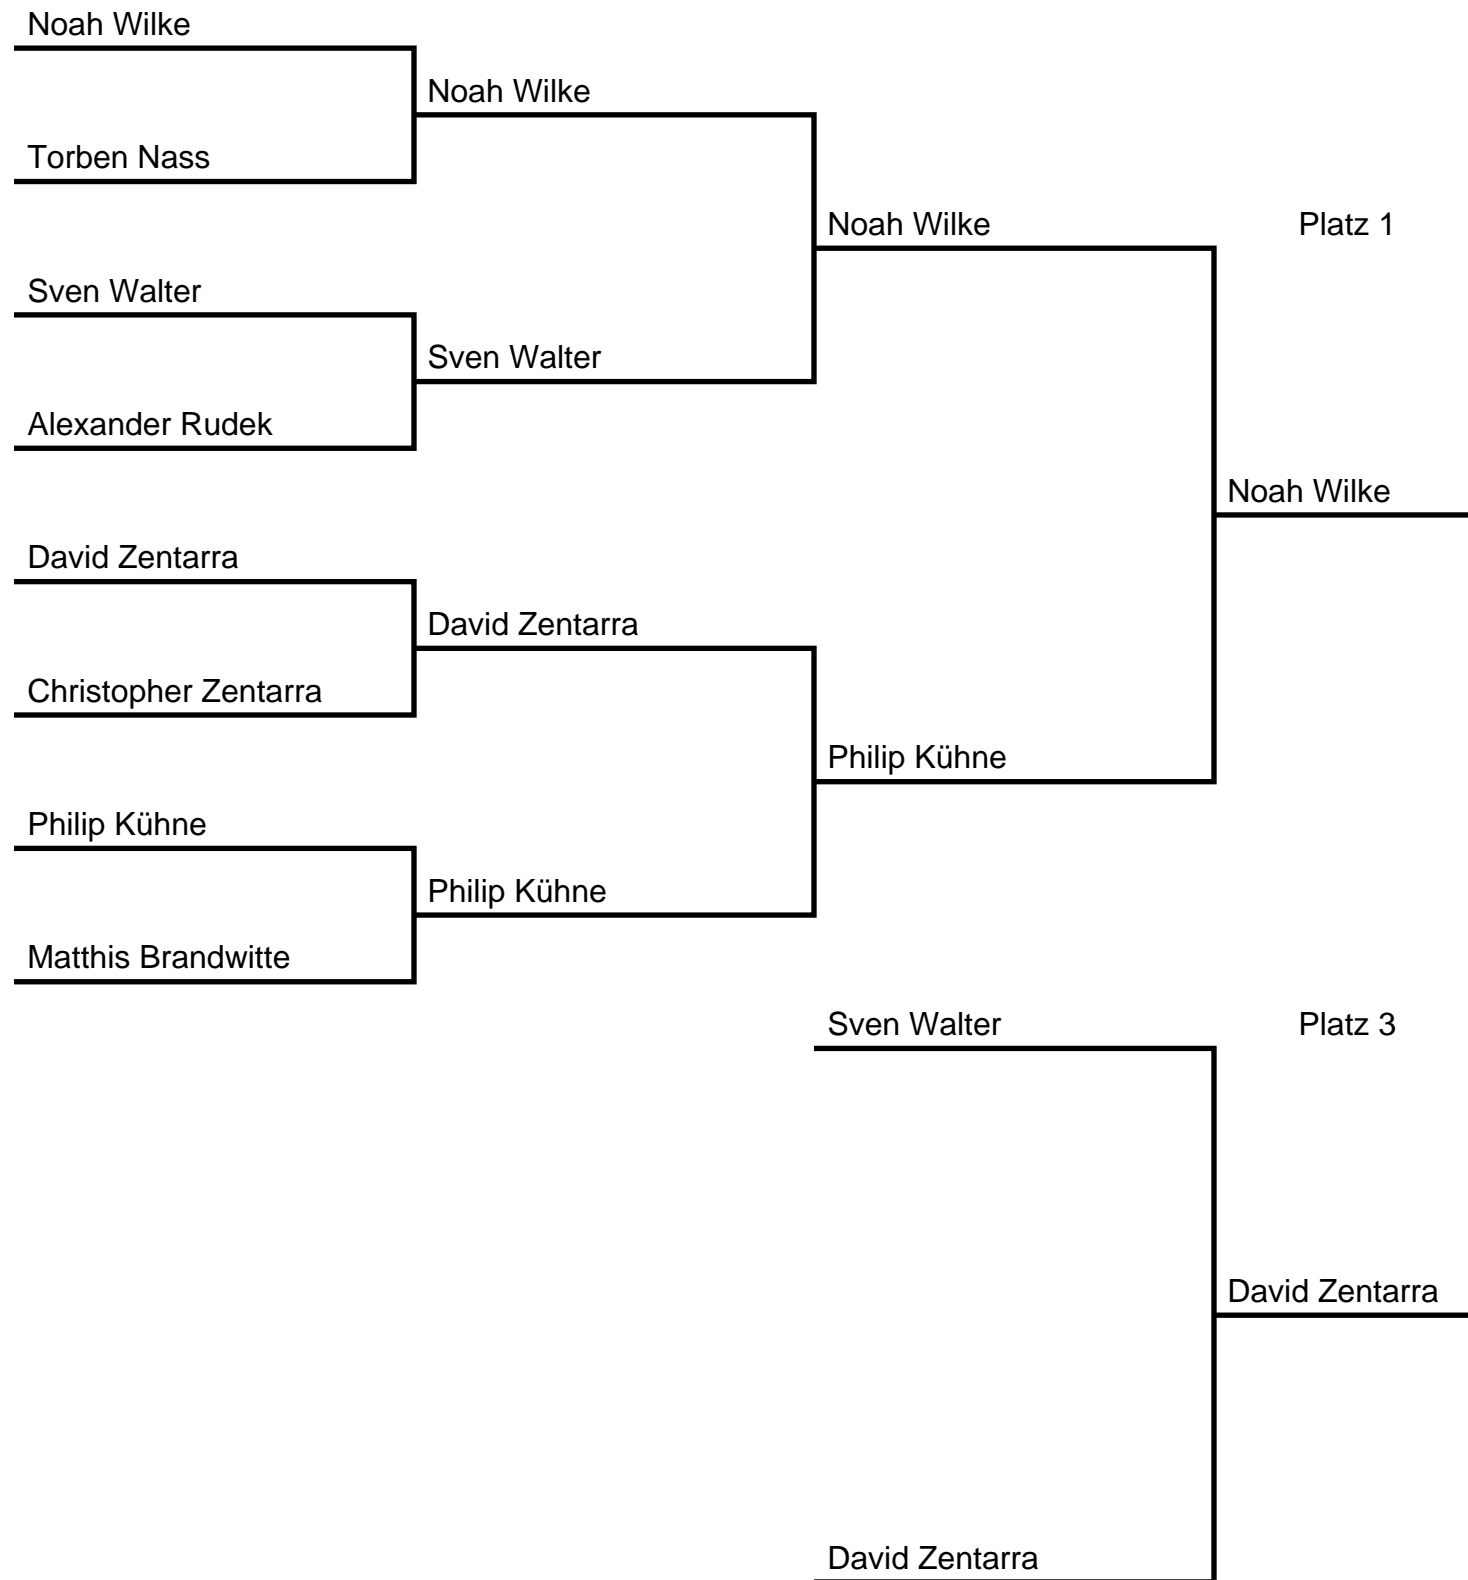 Noah Wilke
Noah Wilke
Torben Nass
Noah Wilke
Platz 1
Sven Walter
Sven Walter
Alexander Rudek
Noah Wilke
David Zentarra
David Zentarra
Christopher Zentarra
Philip Kühne
Philip Kühne
Philip Kühne
Matthis Brandwitte
Sven Walter
Platz 3
David Zentarra
David Zentarra